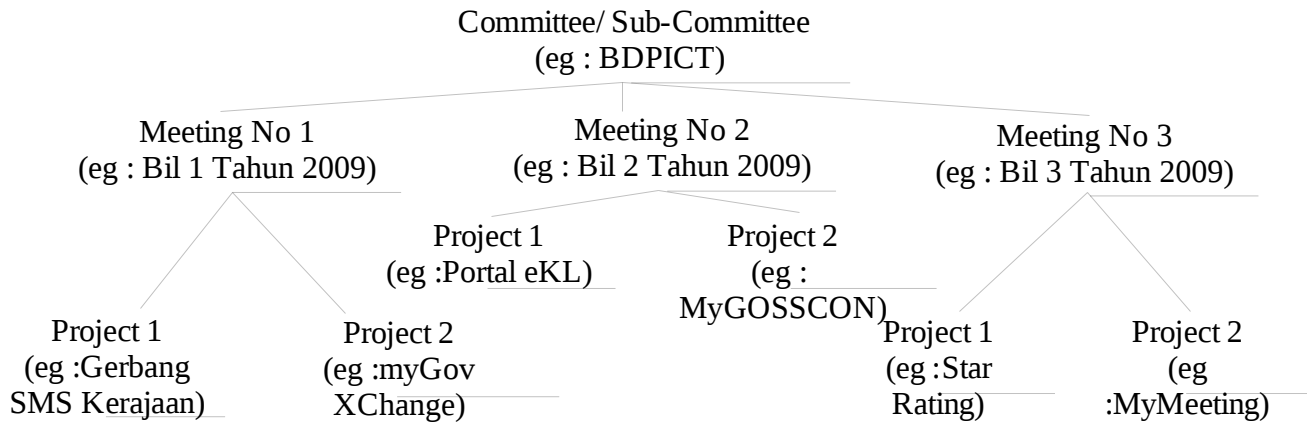 Committee/ Sub-Committee
(eg : BDPICT)
Meeting No 1
(eg : Bil 1 Tahun 2009)
Meeting No 2
(eg : Bil 2 Tahun 2009)
Meeting No 3
(eg : Bil 3 Tahun 2009)
Project 1
(eg :Gerbang
SMS Kerajaan)
Project 2
(eg :myGov
XChange)
Project 1
(eg :Portal eKL)
Project 2
(eg :
MyGOSSCON)
Project 1
(eg :Star
Rating)
Project 2
(eg
:MyMeeting)